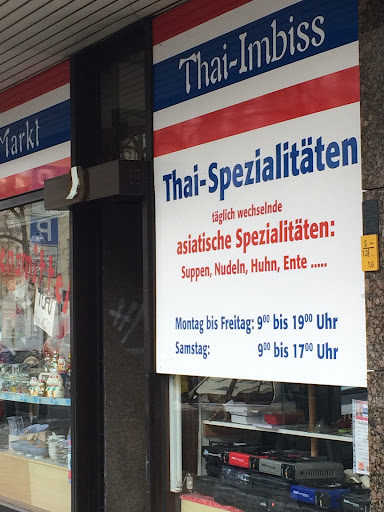 Thai-Imbiss
Markt
Thai-Spezialitäten
täglich wechselnde
asiatische Spezialitäten:
Suppen, Nudeln, Huhn, Ente .....
Montag bis Freitag: 9⁰⁰ bis 19⁰⁰ Uhr
Samstag: 9⁰⁰ bis 17⁰⁰ Uhr